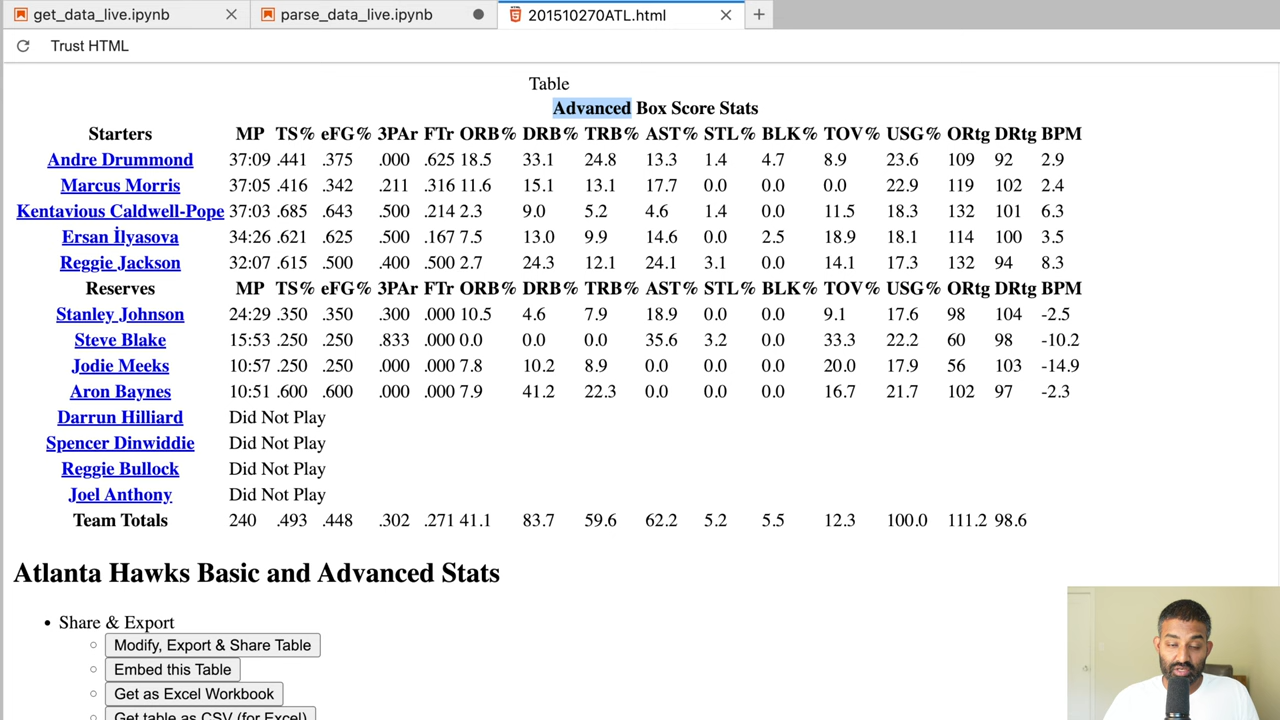 get_data_live.ipynb parse_data_live.ipynb 201510270ATL.html
Trust HTML
Table
Advanced Box Score Stats
Starters MP TS% eFG% 3PAr FTr ORB% DRB% TRB% AST% STL% BLK% TOV% USG% ORtg DRtg BPM
Andre Drummond 37:09 .441 .375 .000 .625 18.5 33.1 24.8 13.3 1.4 4.7 8.9 23.6 109 92 2.9
Marcus Morris 37:05 .416 .342 .211 .316 11.6 15.1 13.1 17.7 0.0 0.0 0.0 22.9 119 102 2.4
Kentavious Caldwell-Pope 37:03 .685 .643 .500 .214 2.3 9.0 5.2 4.6 1.4 0.0 11.5 18.3 132 101 6.3
Ersan İlyasova 34:26 .621 .625 .500 .167 7.5 13.0 9.9 14.6 0.0 2.5 18.9 18.1 114 100 3.5
Reggie Jackson 32:07 .615 .500 .400 .500 2.7 24.3 12.1 24.1 3.1 0.0 14.1 17.3 132 94 8.3
Reserves MP TS% eFG% 3PAr FTr ORB% DRB% TRB% AST% STL% BLK% TOV% USG% ORtg DRtg BPM
Stanley Johnson 24:29 .350 .350 .300 .000 10.5 4.6 7.9 18.9 0.0 0.0 9.1 17.6 98 104 -2.5
Steve Blake 15:53 .250 .250 .833 .000 0.0 0.0 0.0 35.6 3.2 0.0 33.3 22.2 60 98 -10.2
Jodie Meeks 10:57 .250 .250 .000 .000 7.8 10.2 8.9 0.0 0.0 0.0 20.0 17.9 56 103 -14.9
Aron Baynes 10:51 .600 .600 .000 .000 7.9 41.2 22.3 0.0 0.0 0.0 16.7 21.7 102 97 -2.3
Darrun Hilliard Did Not Play
Spencer Dinwiddie Did Not Play
Reggie Bullock Did Not Play
Joel Anthony Did Not Play
Team Totals 240 .493 .448 .302 .271 41.1 83.7 59.6 62.2 5.2 5.5 12.3 100.0 111.2 98.6
Atlanta Hawks Basic and Advanced Stats
Share & Export
Modify, Export & Share Table
Embed this Table
Get as Excel Workbook
Get table as CSV (for Excel)